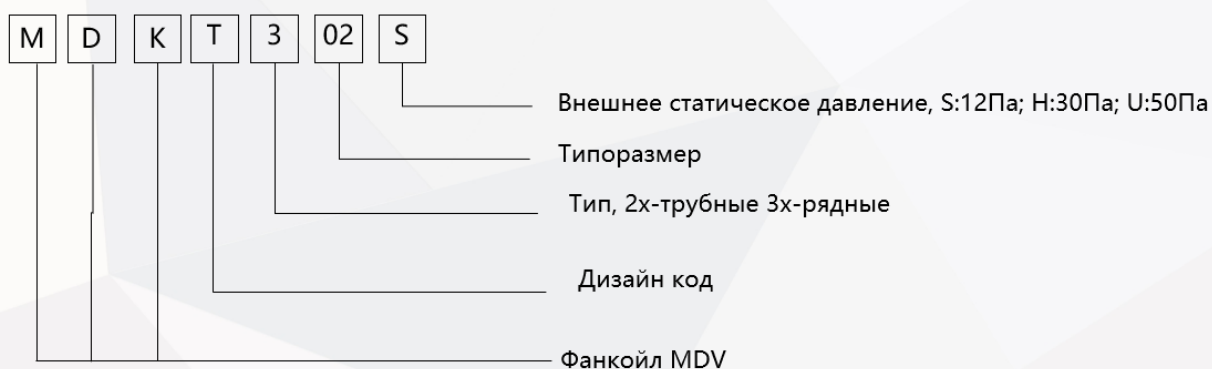 M D K T 3 02 S
Внешнее статическое давление, S:12Па; H:30Па; U:50Па
Типоразмер
Тип, 2х-трубные 3х-рядные
Дизайн код
Фанкойл MDV